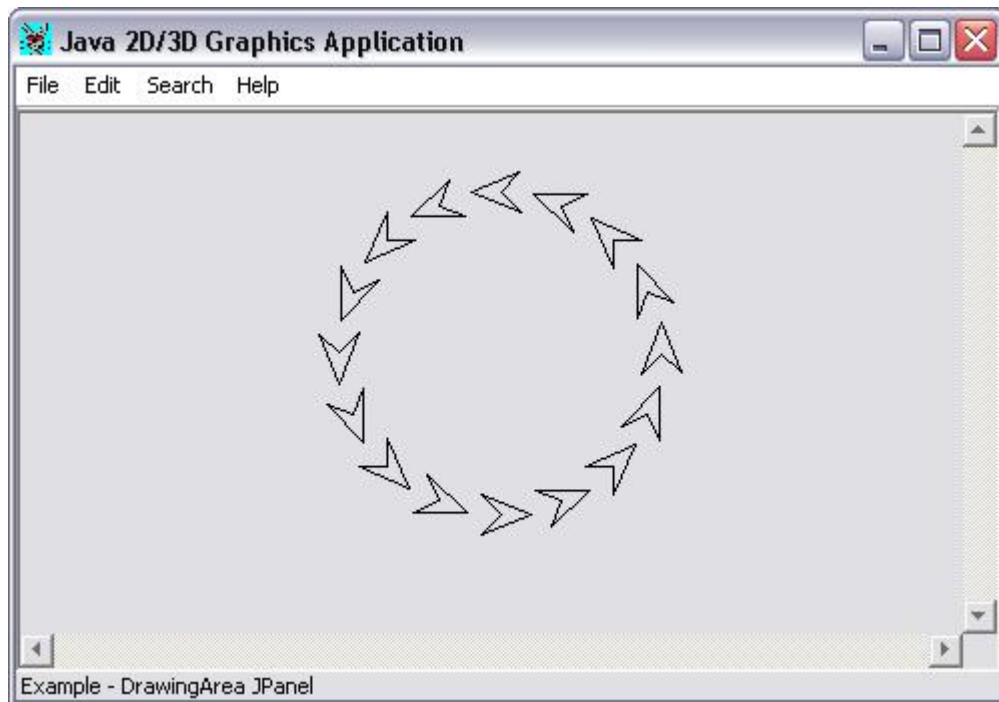 Java 2D/3D Graphics Application
File Edit Search Help
Example - DrawingArea JPanel